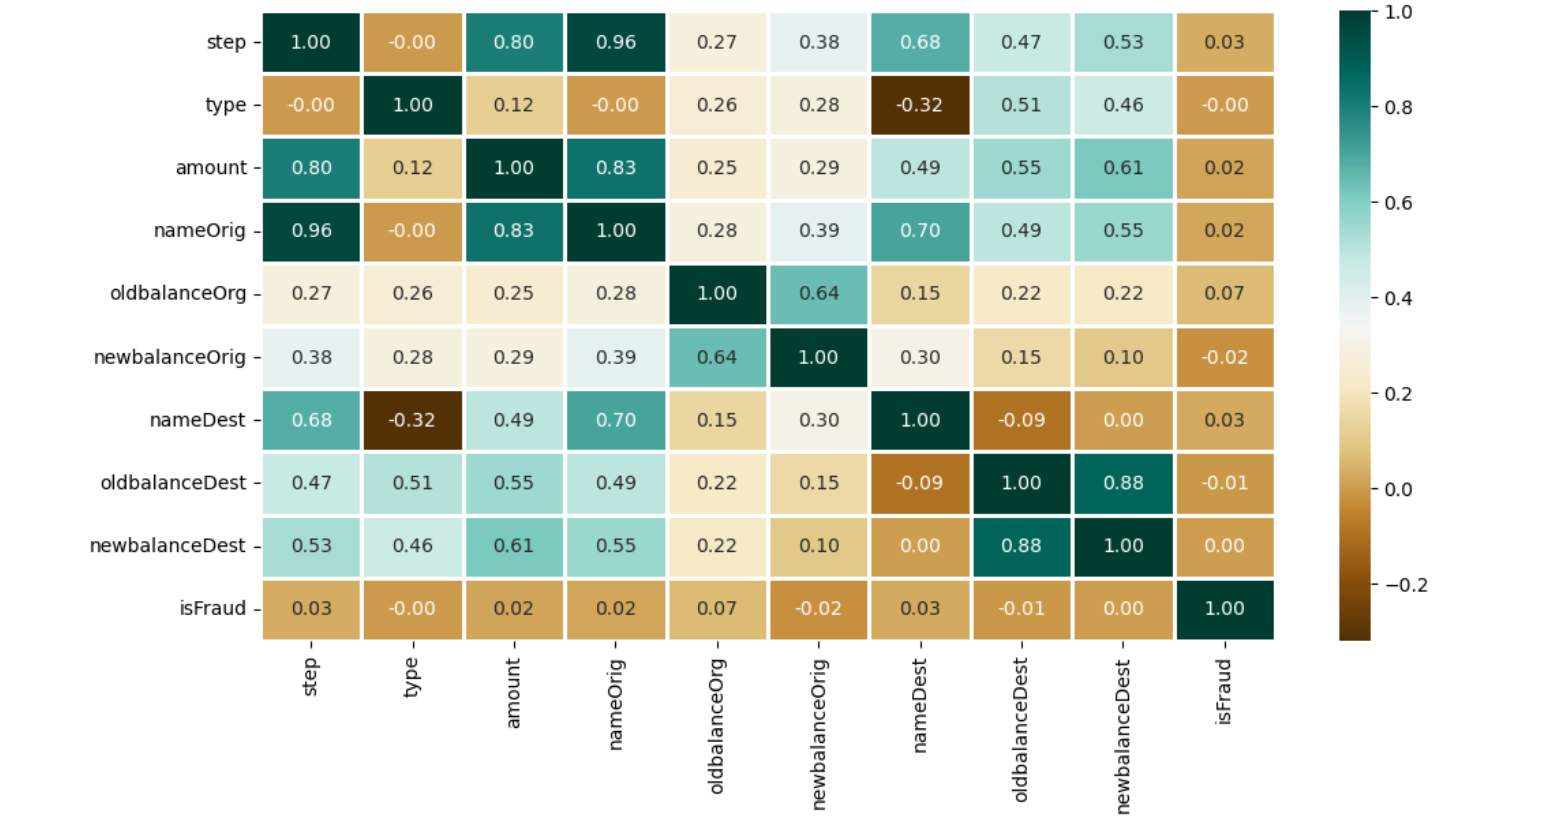 step 1.00 -0.00 0.80 0.96 0.27 0.38 0.68 0.47 0.53 0.03
type -0.00 1.00 0.12 -0.00 0.26 0.28 -0.32 0.51 0.46 -0.00
amount 0.80 0.12 1.00 0.83 0.25 0.29 0.49 0.55 0.61 0.02
nameOrig 0.96 -0.00 0.83 1.00 0.28 0.39 0.70 0.49 0.55 0.02
oldbalanceOrg 0.27 0.26 0.25 0.28 1.00 0.64 0.15 0.22 0.22 0.07
newbalanceOrig 0.38 0.28 0.29 0.39 0.64 1.00 0.30 0.15 0.10 -0.02
nameDest 0.68 -0.32 0.49 0.70 0.15 0.30 1.00 -0.09 0.00 0.03
oldbalanceDest 0.47 0.51 0.55 0.49 0.22 0.15 -0.09 1.00 0.88 -0.01
newbalanceDest 0.53 0.46 0.61 0.55 0.22 0.10 0.00 0.88 1.00 0.00
isFraud 0.03 -0.00 0.02 0.02 0.07 -0.02 0.03 -0.01 0.00 1.00
step
type
amount
nameOrig
oldbalanceOrg
newbalanceOrig
nameDest
oldbalanceDest
newbalanceDest
isFraud
1.0
0.8
0.6
0.4
0.2
0.0
−0.2